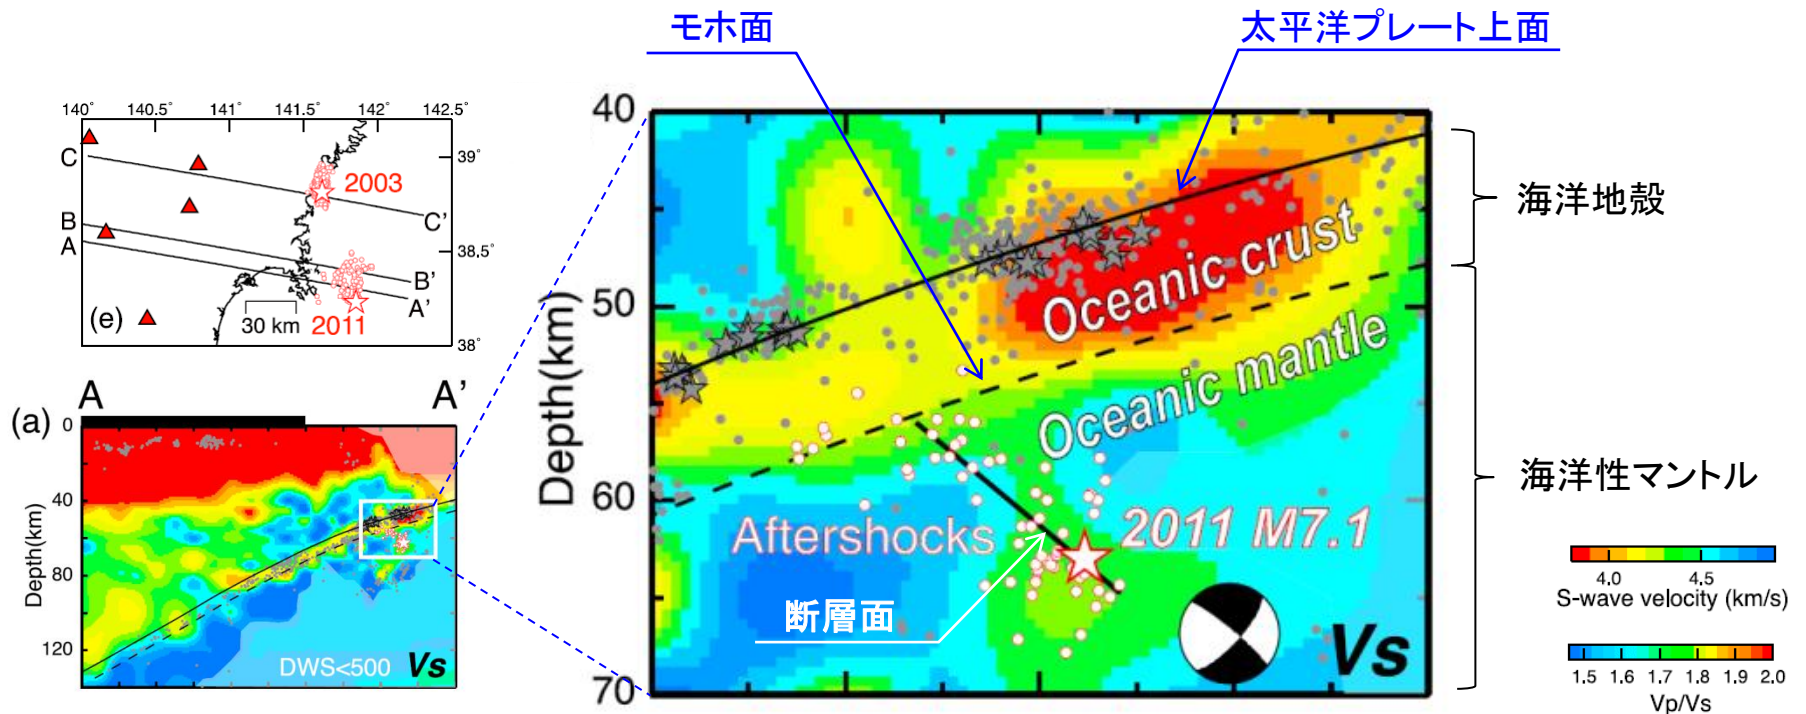 モホ面
太平洋プレート上面
140° 140.5° 141° 141.5° 142° 142.5°
C
B
A
C'
B'
A'
39°
38.5°
38°
2003
2011
30 km
(e)
A
A'
(a)
0
40
80
120
Depth(km)
DWS<500
Vs
40
50
60
70
Depth(km)
Oceanic crust
Oceanic mantle
Aftershocks
2011 M7.1
断層面
Vs
海洋地殻
海洋性マントル
4.0 4.5
S-wave velocity (km/s)
1.5 1.6 1.7 1.8 1.9 2.0
Vp/Vs